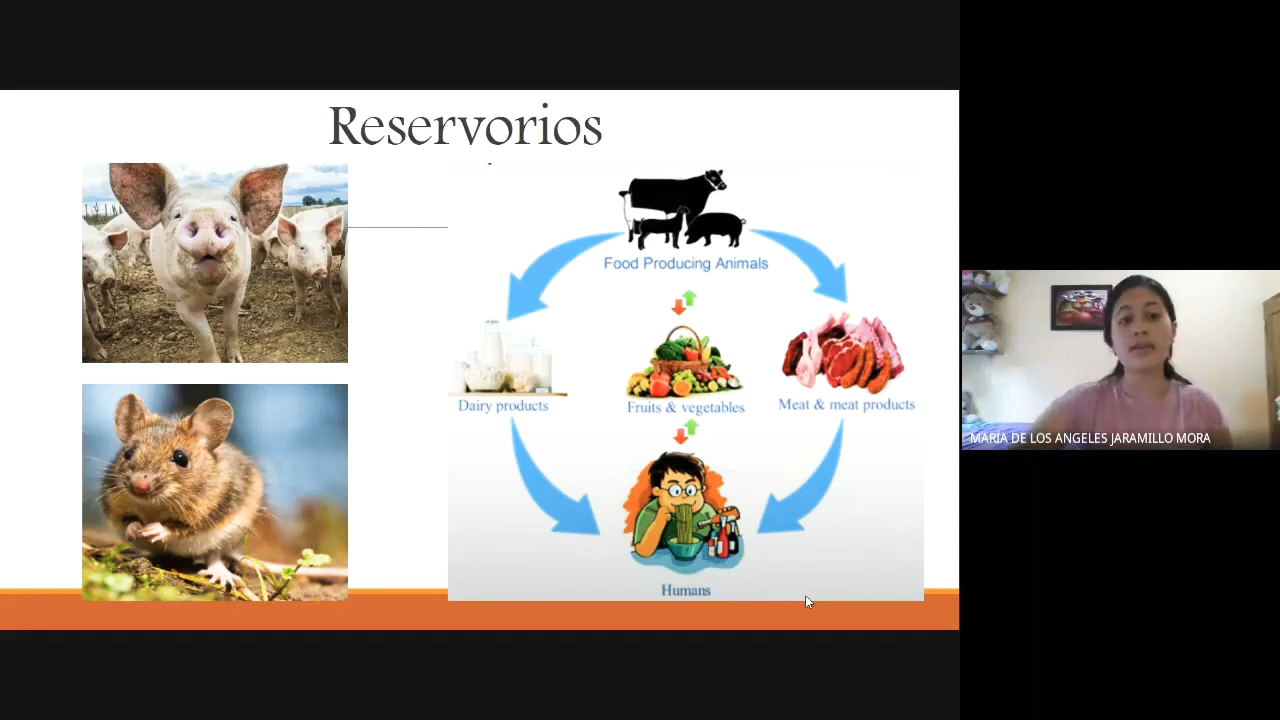 Reservorios
Food Producing Animals
Dairy products
Fruits & vegetables
Meat & meat products
Humans
MARIA DE LOS ANGELES JARAMILLO MORA